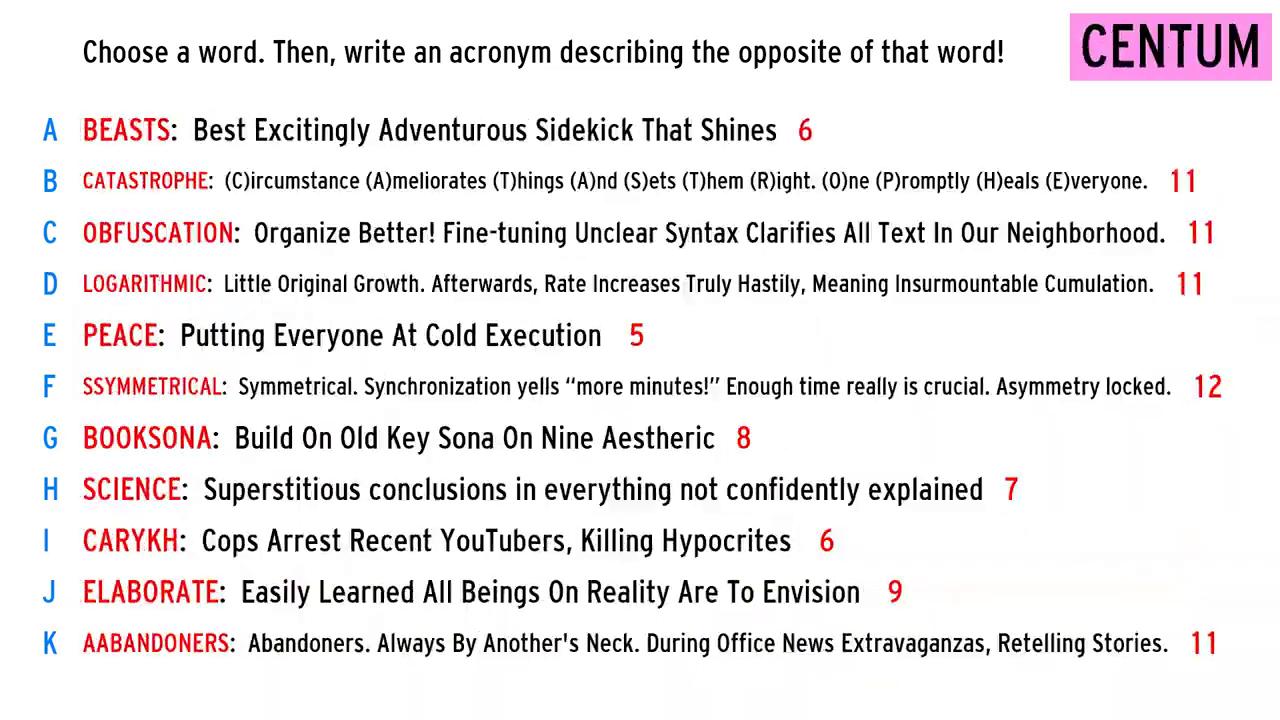 Choose a word. Then, write an acronym describing the opposite of that word!
CENTUM
A BEASTS: Best Excitingly Adventurous Sidekick That Shines 6
B CATASTROPHE: (C)ircumstance (A)meliorates (T)hings (A)nd (S)ets (T)hem (R)ight. (O)ne (P)romptly (H)eals (E)veryone. 11
C OBFUSCATION: Organize Better! Fine-tuning Unclear Syntax Clarifies All Text In Our Neighborhood. 11
D LOGARITHMIC: Little Original Growth. Afterwards, Rate Increases Truly Hastily, Meaning Insurmountable Cumulation. 11
E PEACE: Putting Everyone At Cold Execution 5
F SSYMMETRICAL: Symmetrical. Synchronization yells “more minutes!” Enough time really is crucial. Asymmetry locked. 12
G BOOKSONA: Build On Old Key Sona On Nine Aestheric 8
H SCIENCE: Superstitious conclusions in everything not confidently explained 7
I CARYKH: Cops Arrest Recent YouTubers, Killing Hypocrites 6
J ELABORATE: Easily Learned All Beings On Reality Are To Envision 9
K AABANDONERS: Abandoners. Always By Another's Neck. During Office News Extravaganzas, Retelling Stories. 11